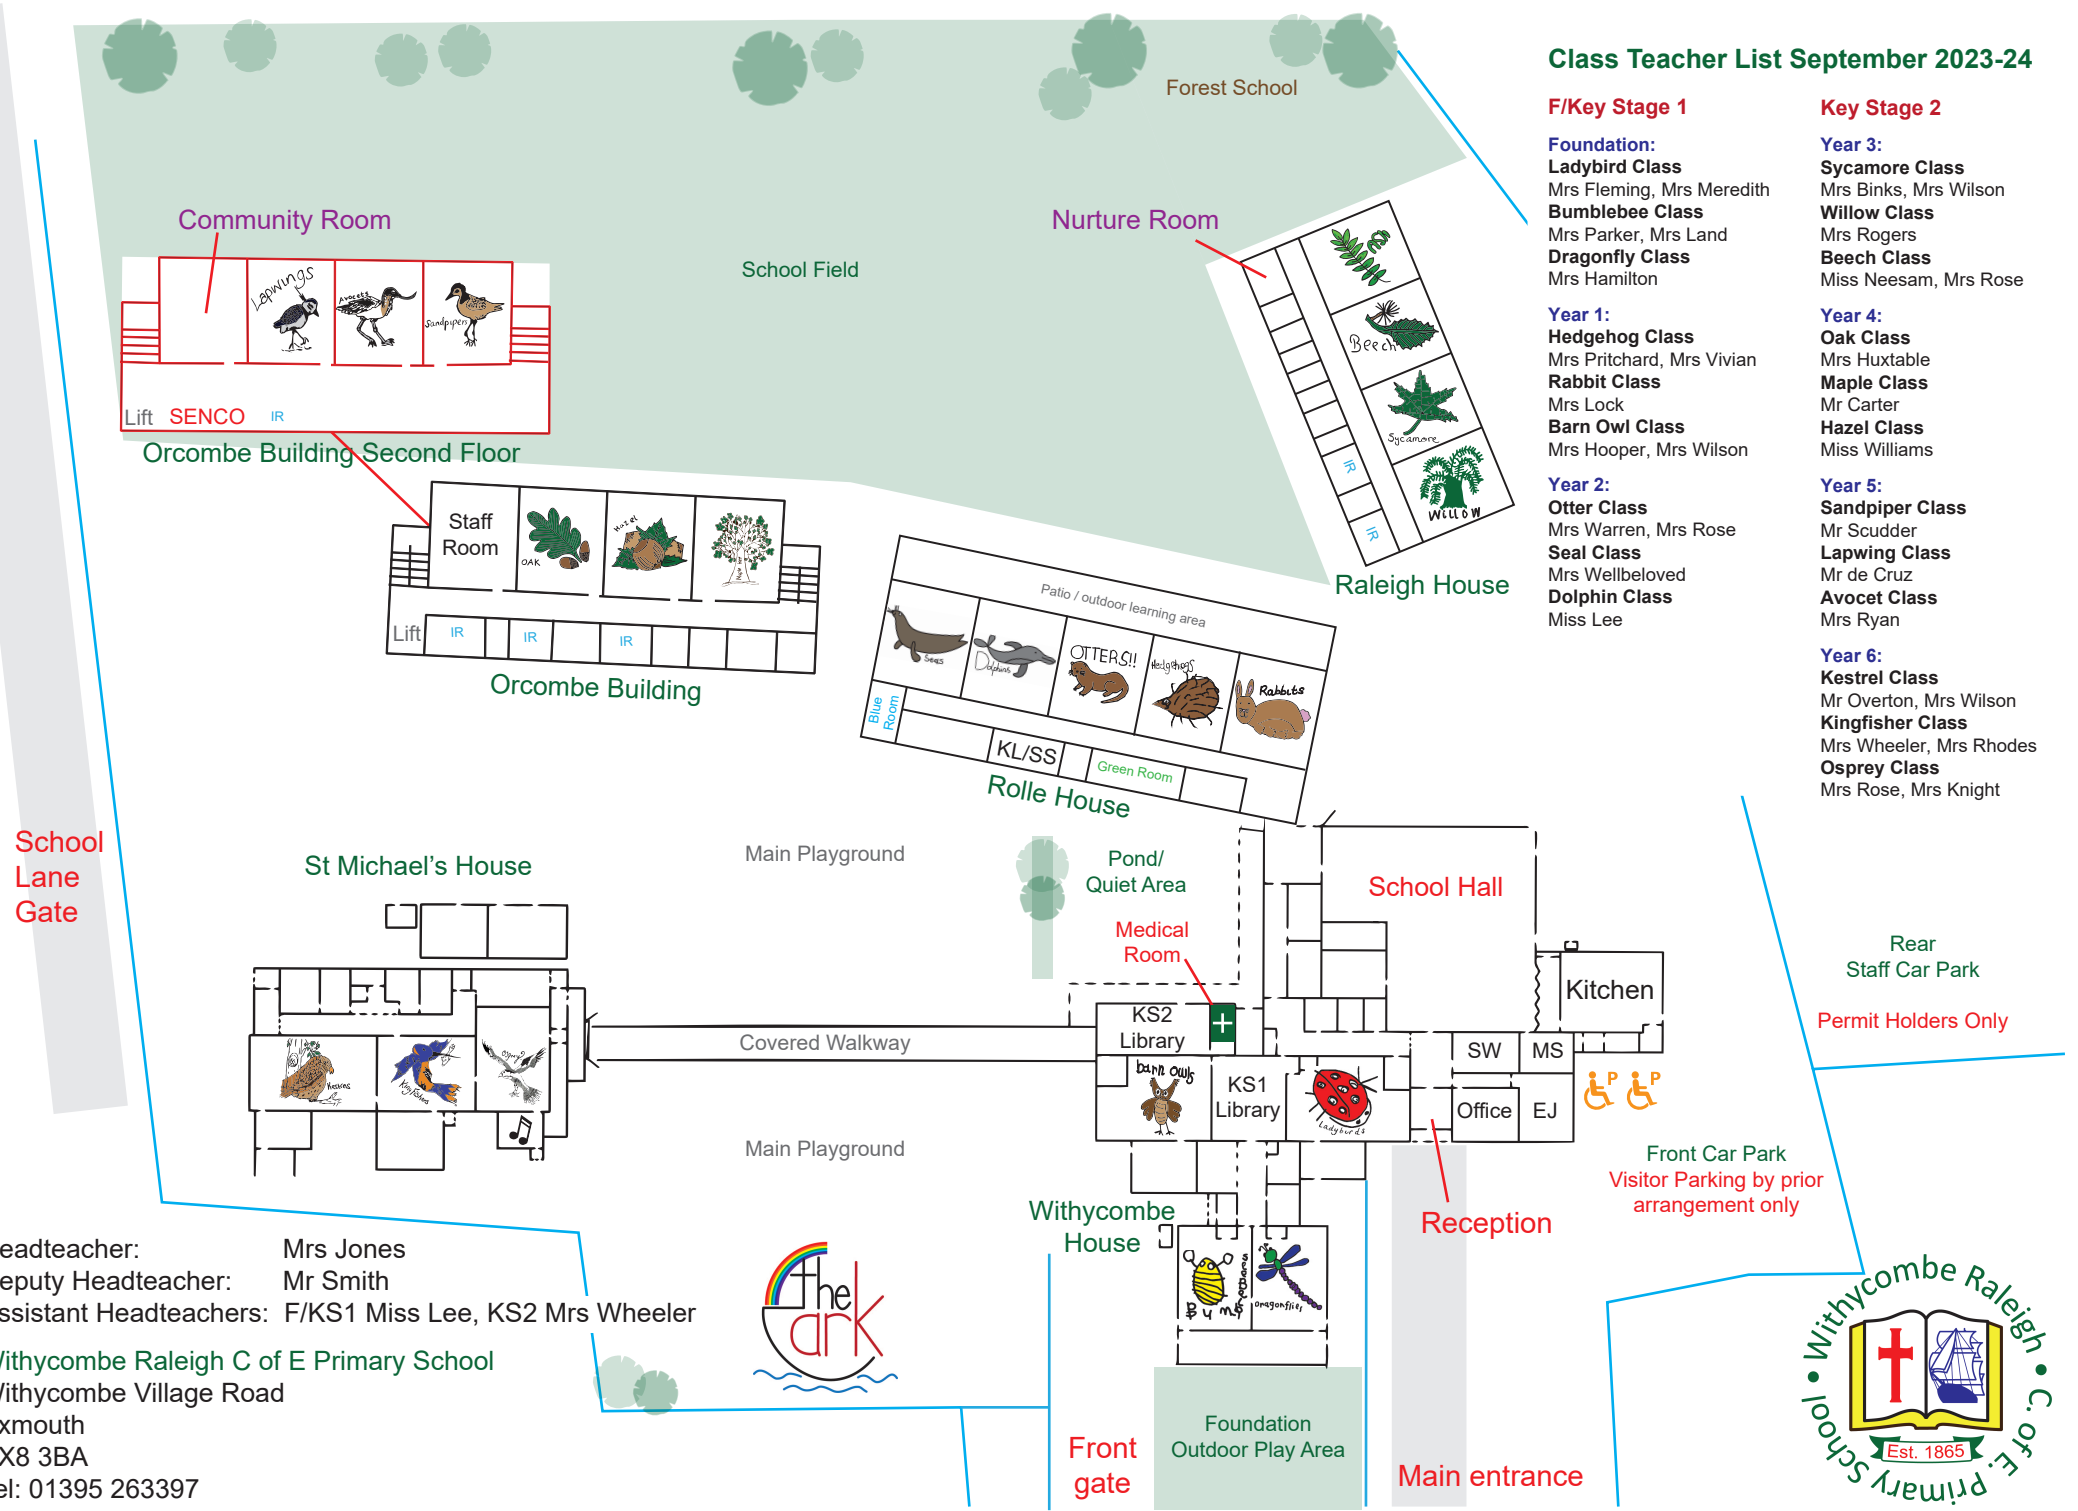 Forest School
Class Teacher List September 2023-24
F/Key Stage 1
Foundation:
Ladybird Class
Mrs Fleming, Mrs Meredith
Bumblebee Class
Mrs Parker, Mrs Land
Dragonfly Class
Mrs Hamilton
Year 1:
Hedgehog Class
Mrs Pritchard, Mrs Vivian
Rabbit Class
Mrs Lock
Barn Owl Class
Mrs Hooper, Mrs Wilson
Year 2:
Otter Class
Mrs Warren, Mrs Rose
Seal Class
Mrs Wellbeloved
Dolphin Class
Miss Lee
Key Stage 2
Year 3:
Sycamore Class
Mrs Binks, Mrs Wilson
Willow Class
Mrs Rogers
Beech Class
Miss Neesam, Mrs Rose
Year 4:
Oak Class
Mrs Huxtable
Maple Class
Mr Carter
Hazel Class
Miss Williams
Year 5:
Sandpiper Class
Mr Scudder
Lapwing Class
Mr de Cruz
Avocet Class
Mrs Ryan
Year 6:
Kestrel Class
Mr Overton, Mrs Wilson
Kingfisher Class
Mrs Wheeler, Mrs Rhodes
Osprey Class
Mrs Rose, Mrs Knight
Community Room
Nurture Room
School Field
Lapwings
Avocets
Sandpipers
Lift
SENCO
IR
Orcombe Building Second Floor
Beech
Sycamore
Willow
IR
IR
Raleigh House
Staff
Room
OAK
Hazel
Lift
IR
IR
IR
Orcombe Building
Patio / outdoor learning area
Seals
Dolphins
OTTERS!!
Hedgehogs
Rabbits
Blue
Room
KL/SS
Green Room
Rolle House
School
Lane
Gate
St Michael's House
Main Playground
Pond/
Quiet Area
School Hall
Medical
Room
Kitchen
Rear
Staff Car Park
Permit Holders Only
KS2
Library
Covered Walkway
Kestrels
Kingfishers
Osprey
barn owls
KS1
Library
Ladybirds
SW
MS
Office
EJ
P
P
Main Playground
Front Car Park
Visitor Parking by prior
arrangement only
Reception
Withycombe
House
Dragonflies
eadteacher: Mrs Jones
eputy Headteacher: Mr Smith
ssistant Headteachers: F/KS1 Miss Lee, KS2 Mrs Wheeler
ithycombe Raleigh C of E Primary School
ithycombe Village Road
xmouth
X8 3BA
el: 01395 263397
the
ark
Foundation
Outdoor Play Area
Front
gate
Main entrance
Withycombe Raleigh • C. of E. Primary School •
Est. 1865